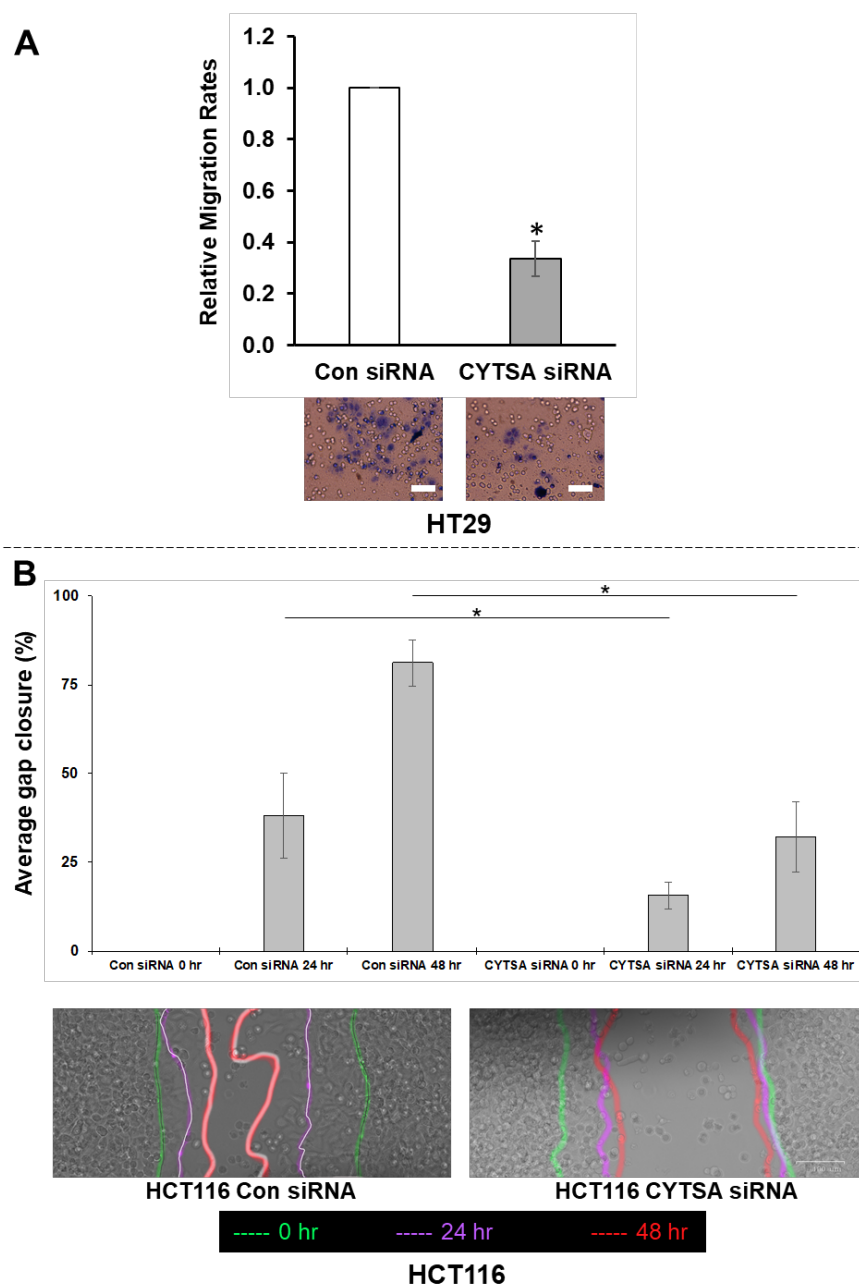 A
Relative Migration Rates
1.2
1.0
0.8
0.6
0.4
0.2
0.0
*
Con siRNA CYTSA siRNA
HT29
B
Average gap closure (%)
100
75
50
25
0
*
*
Con siRNA 0 hr Con siRNA 24 hr Con siRNA 48 hr CYTSA siRNA 0 hr CYTSA siRNA 24 hr CYTSA siRNA 48 hr
HCT116 Con siRNA HCT116 CYTSA siRNA
----- 0 hr ----- 24 hr ----- 48 hr
HCT116